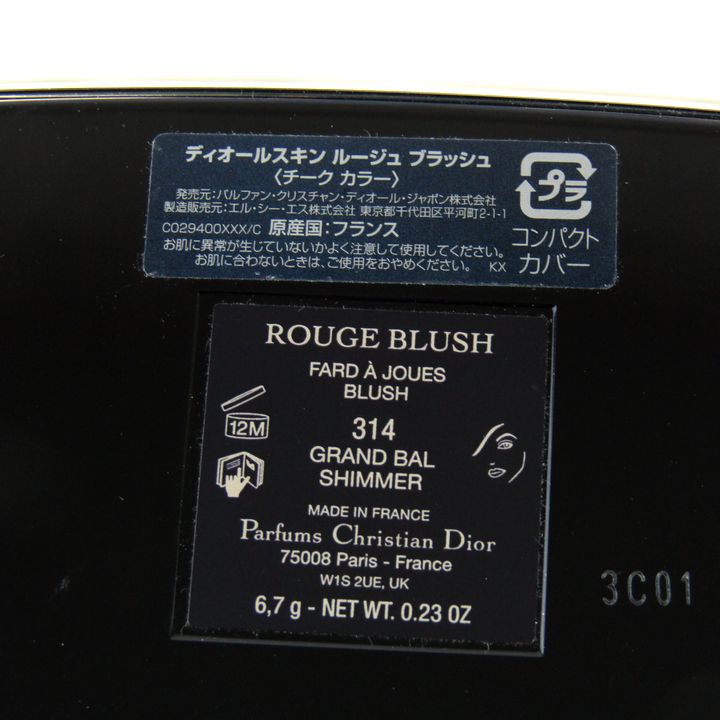 ディオールスキン ルージュ ブラッシュ
〈チーク カラー〉
発売元:パルファン・クリスチャン・ディオール・ジャポン株式会社
製造販売元:エル・シー・エス株式会社 東京都千代田区平河町2-1-1
C029400XXX/C 原産国:フランス
お肌に異常が生じていないかよく注意して使用してください。
お肌に合わないときは、ご使用をおやめください。 KX
プラ
コンパクト
カバー
ROUGE BLUSH
FARD À JOUES
BLUSH
12M
314
GRAND BAL
SHIMMER
MADE IN FRANCE
Parfums Christian Dior
75008 Paris - France
W1S 2UE, UK
6,7 g - NET WT. 0.23 OZ
3C01